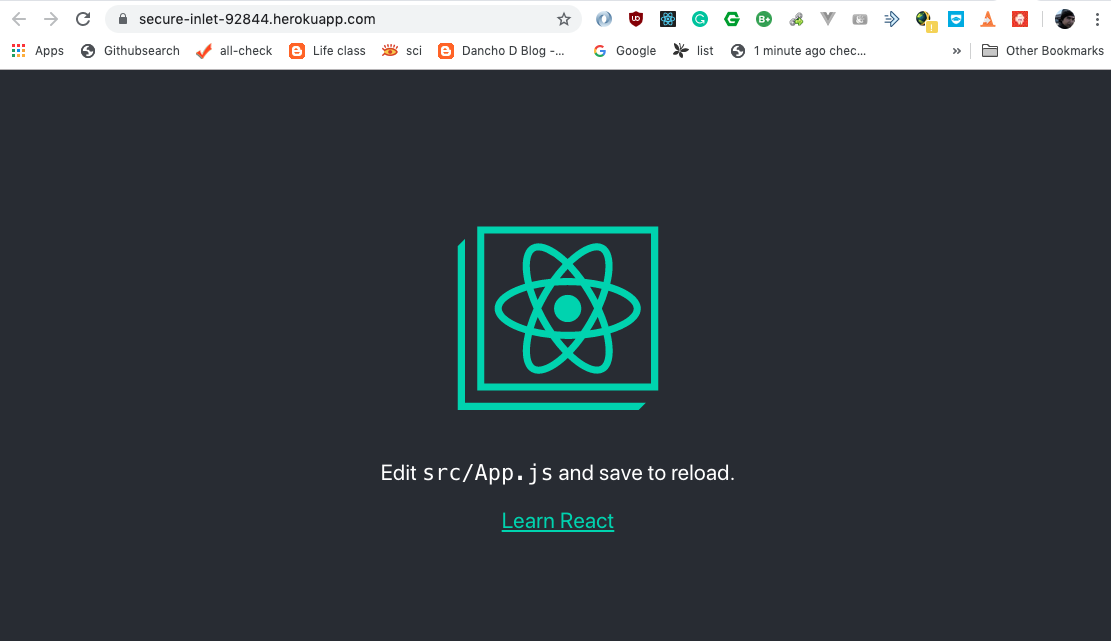 secure-inlet-92844.herokuapp.com
Apps Githubsearch all-check Life class sci Dancho D Blog -... Google list 1 minute ago chec... » Other Bookmarks
Edit src/App.js and save to reload.
Learn React